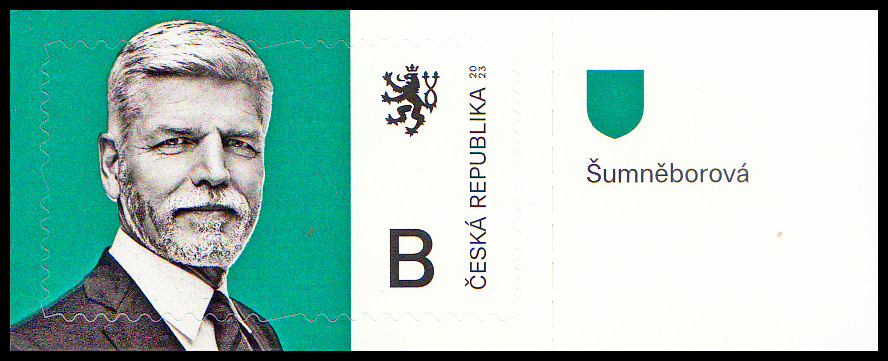 B
ČESKÁ REPUBLIKA
2023
Šumněborová